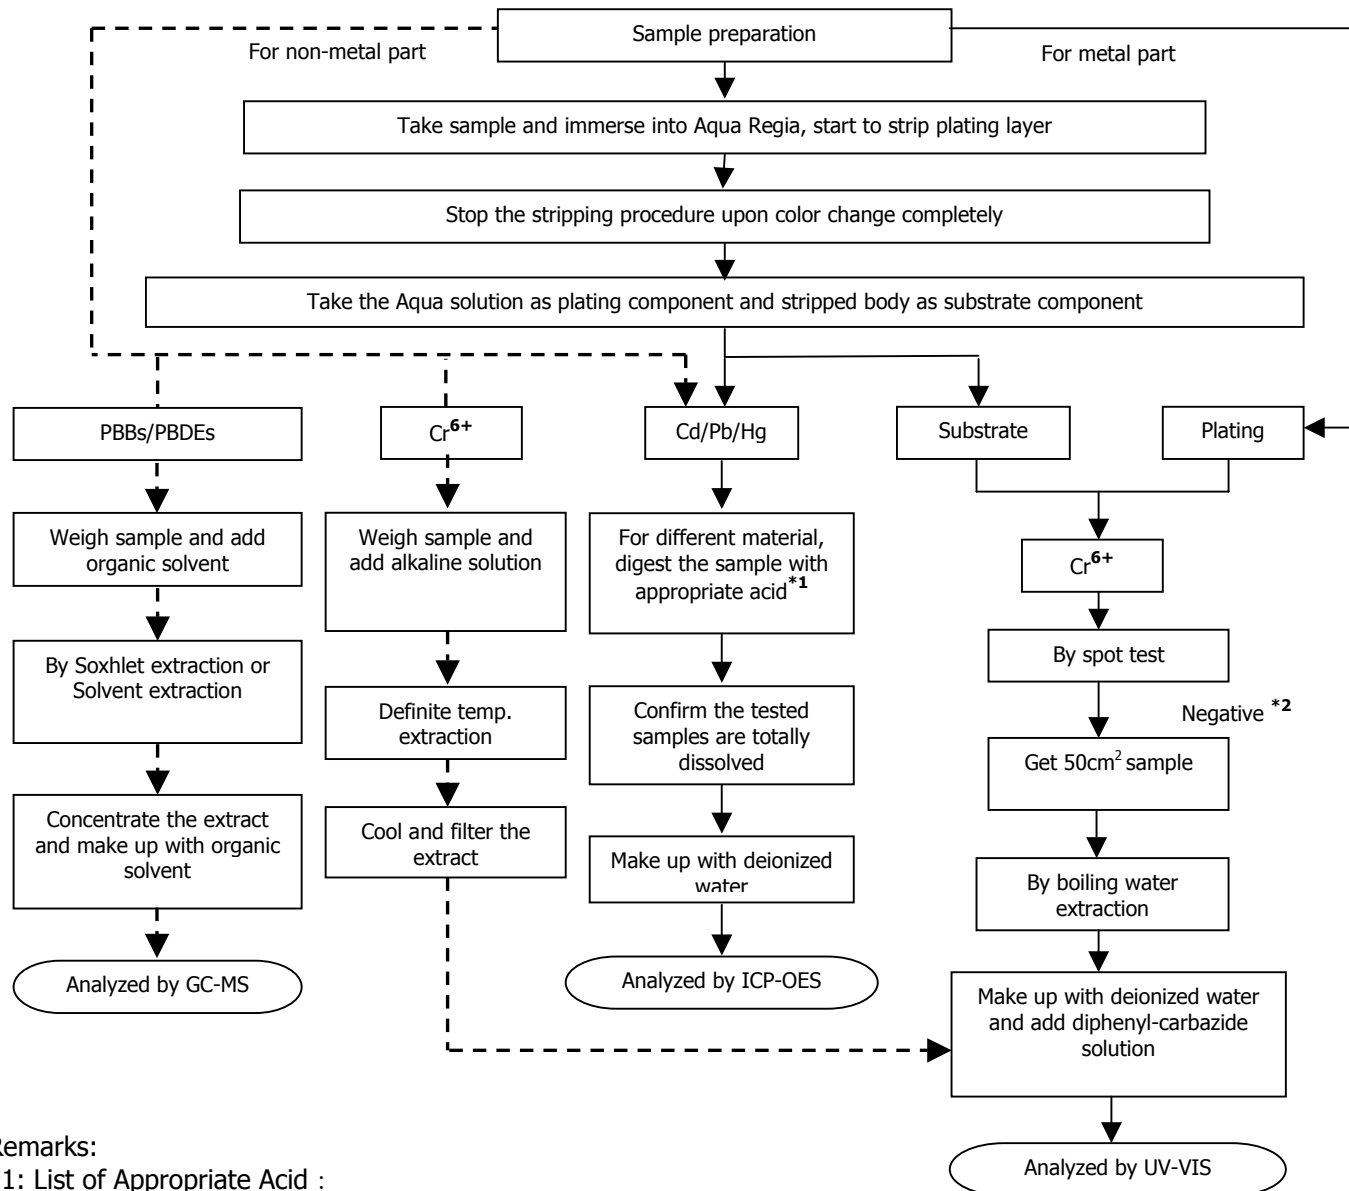 Sample preparation
For non-metal part
For metal part
Take sample and immerse into Aqua Regia, start to strip plating layer
Stop the stripping procedure upon color change completely
Take the Aqua solution as plating component and stripped body as substrate component
PBBs/PBDEs
Cr6+
Cd/Pb/Hg
Substrate
Plating
Weigh sample and add
organic solvent
Weigh sample and
add alkaline solution
For different material,
digest the sample with
appropriate acid*1
Cr6+
By Soxhlet extraction or
Solvent extraction
Definite temp.
extraction
Confirm the tested
samples are totally
dissolved
By spot test
Negative *2
Get 50cm2 sample
Concentrate the extract
and make up with organic
solvent
Cool and filter the
extract
Make up with deionized
water
By boiling water
extraction
Analyzed by GC-MS
Analyzed by ICP-OES
Make up with deionized water
and add diphenyl-carbazide
solution
Analyzed by UV-VIS
Remarks:
1: List of Appropriate Acid :